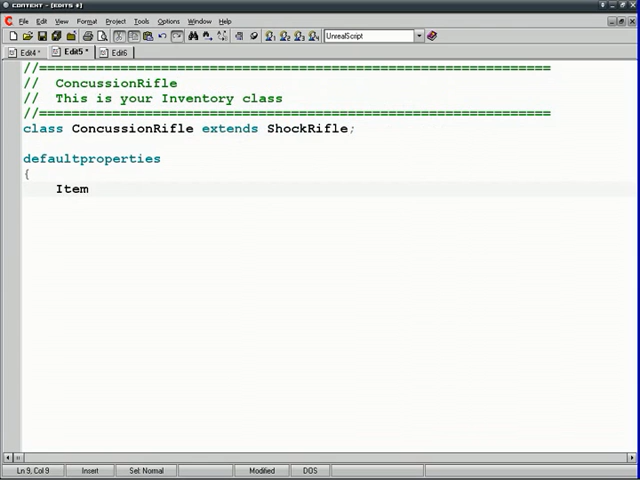 CONTEXT - [EDIT5 *]
File Edit View Format Project Tools Options Window Help
UnrealScript
Edit4 * Edit5 * Edit6
//================================================================
//  ConcussionRifle
//  This is your Inventory class
//================================================================
class ConcussionRifle extends ShockRifle;
defaultproperties
{
Item
Ln 9, Col 9 Insert Set: Normal Modified DOS